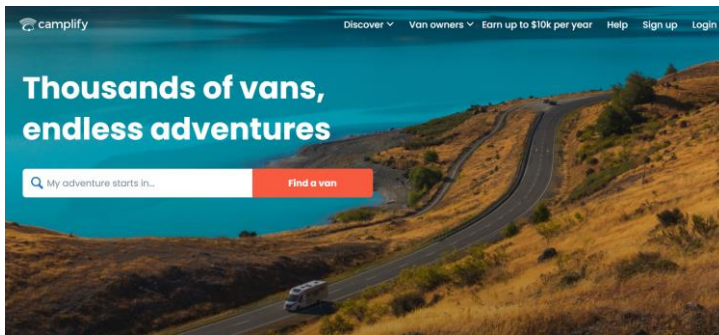 camplify
Discover Van owners Earn up to $10k per year Help Sign up Login
Thousands of vans,
endless adventures
My adventure starts in...
Find a van